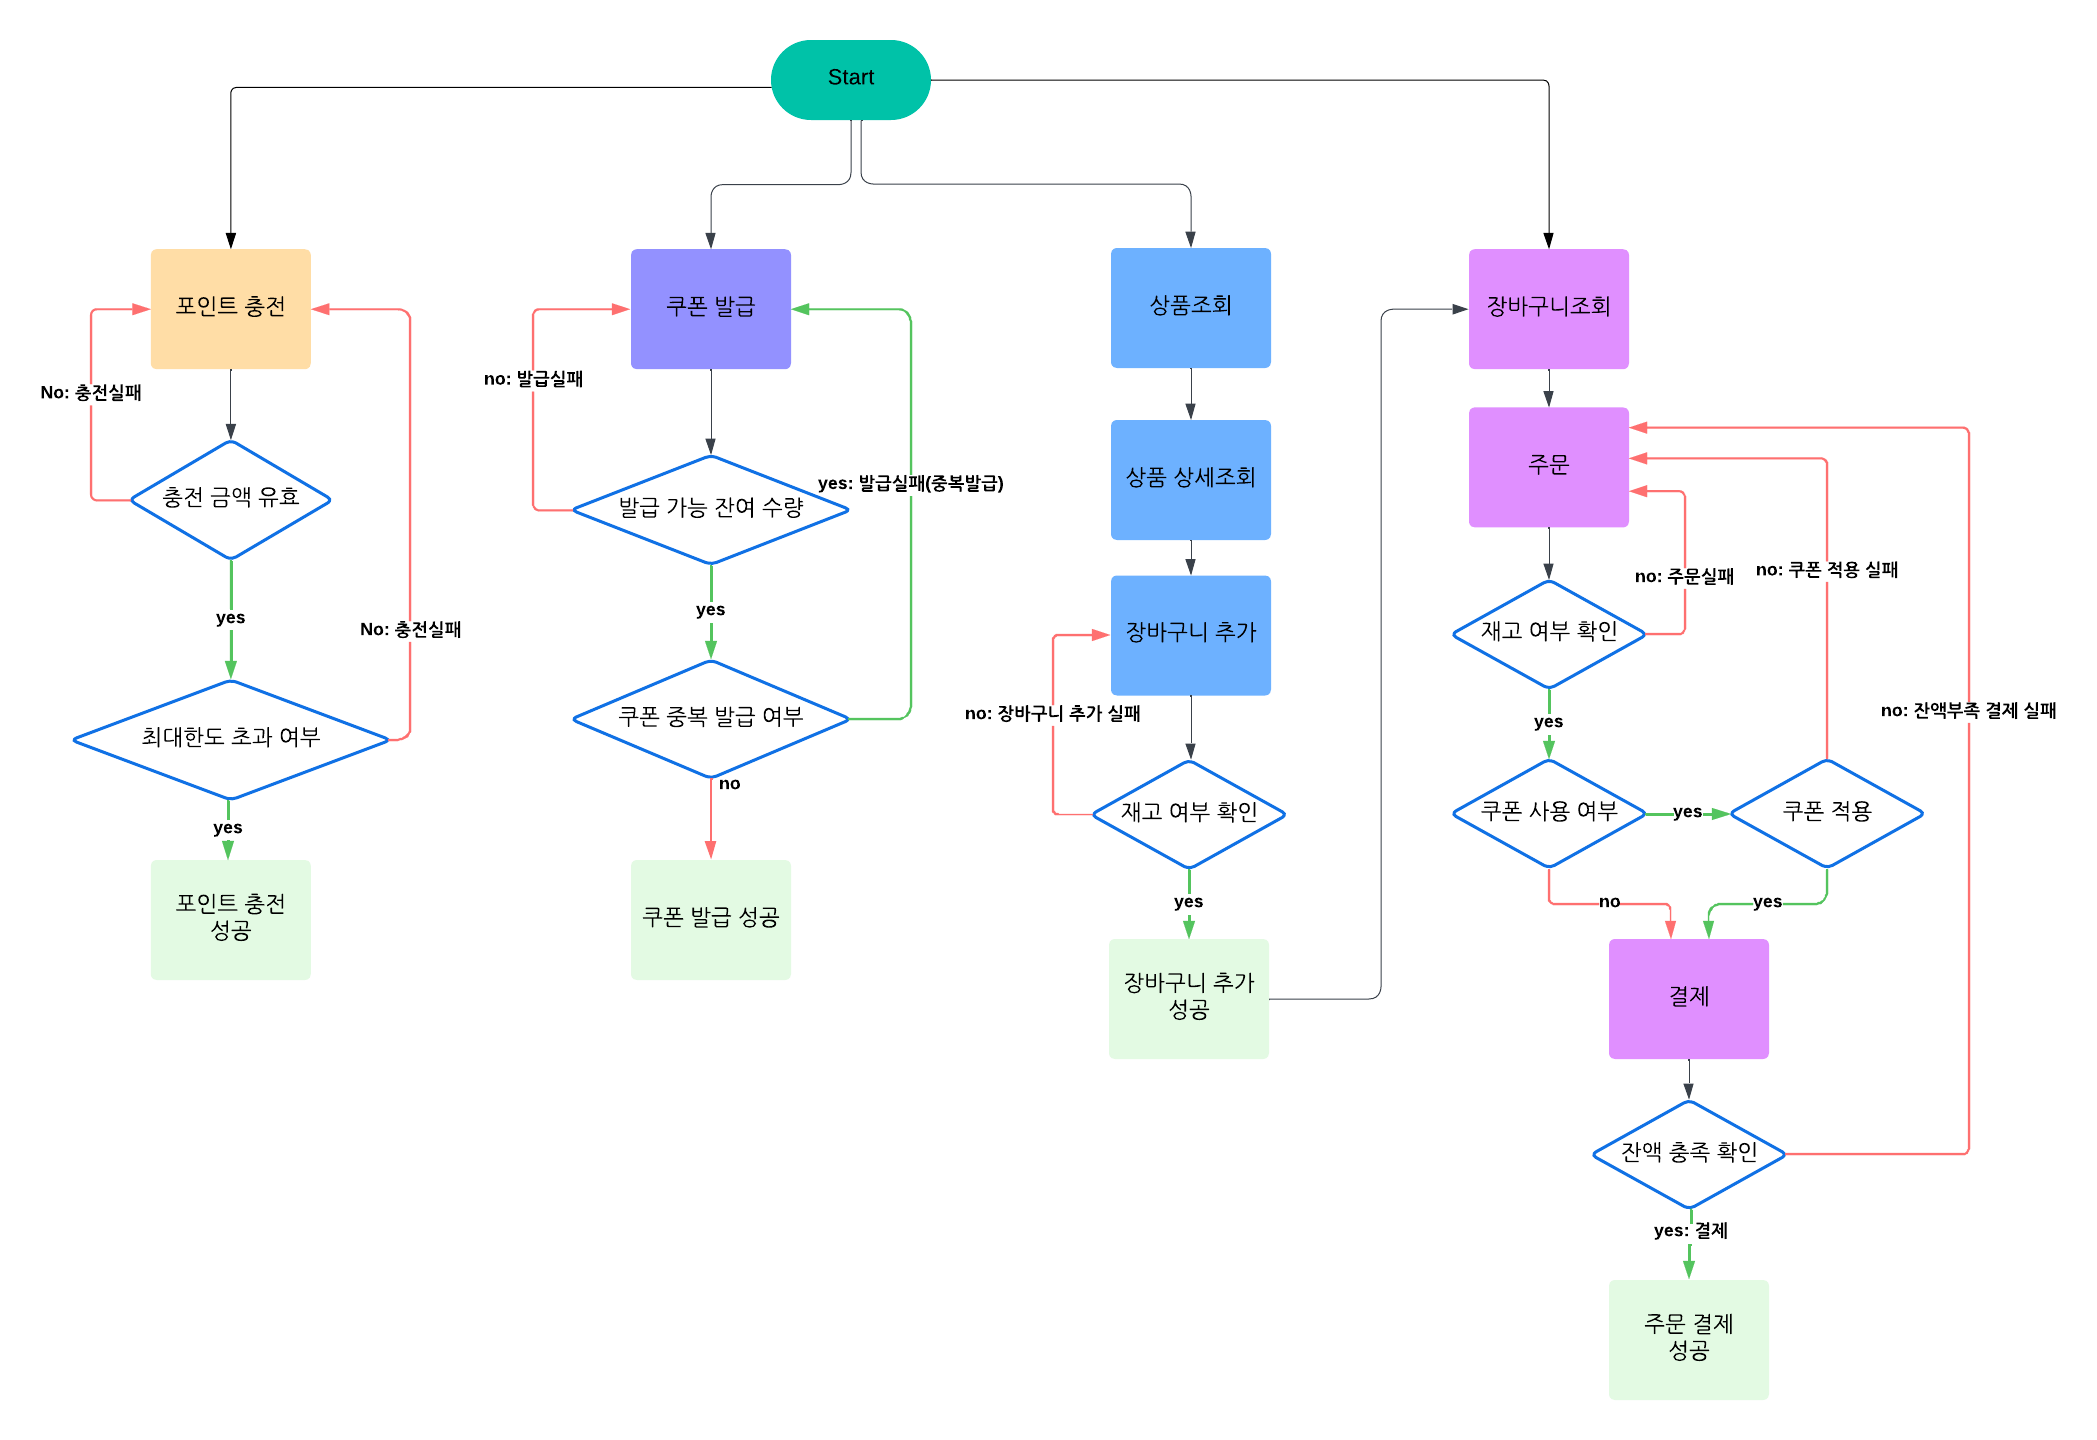 Start
포인트 충전
No: 충전실패
충전 금액 유효
yes
No: 충전실패
최대한도 초과 여부
yes
포인트 충전
성공
쿠폰 발급
no: 발급실패
yes: 발급실패(중복발급)
발급 가능 잔여 수량
yes
쿠폰 중복 발급 여부
no
쿠폰 발급 성공
상품조회
상품 상세조회
장바구니 추가
no: 장바구니 추가 실패
재고 여부 확인
yes
장바구니 추가
성공
장바구니조회
주문
no: 주문실패
no: 쿠폰 적용 실패
재고 여부 확인
no: 잔액부족 결제 실패
yes
쿠폰 사용 여부
yes
쿠폰 적용
no
yes
결제
잔액 충족 확인
yes: 결제
주문 결제
성공